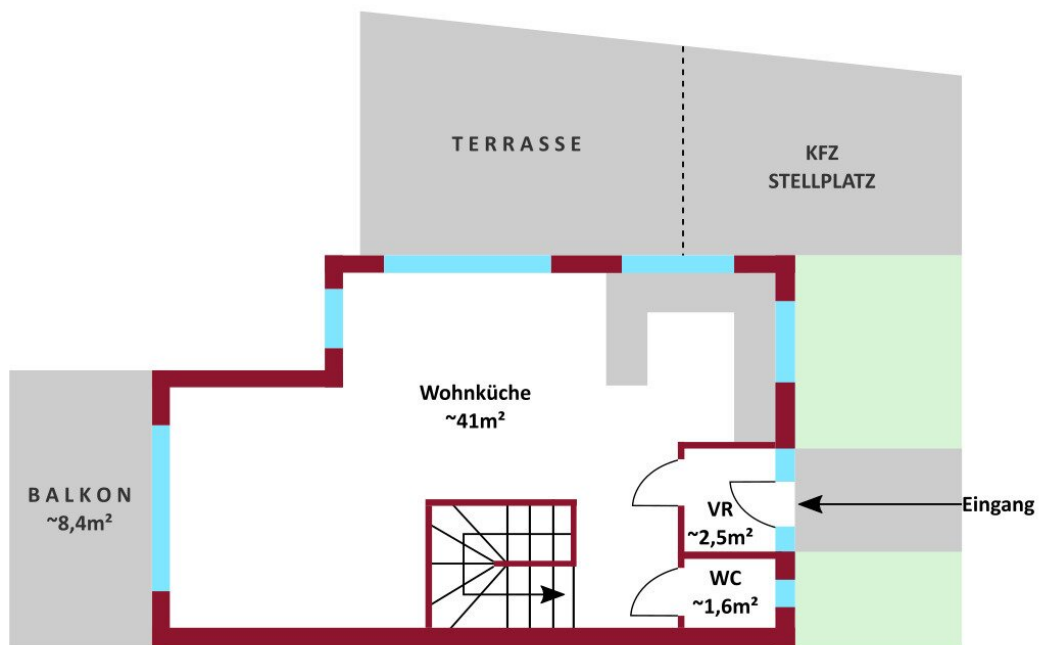 TERRASSE
KFZ
STELLPLATZ
Wohnküche
~41m²
BALKON
~8,4m²
VR
~2,5m²
Eingang
WC
~1,6m²